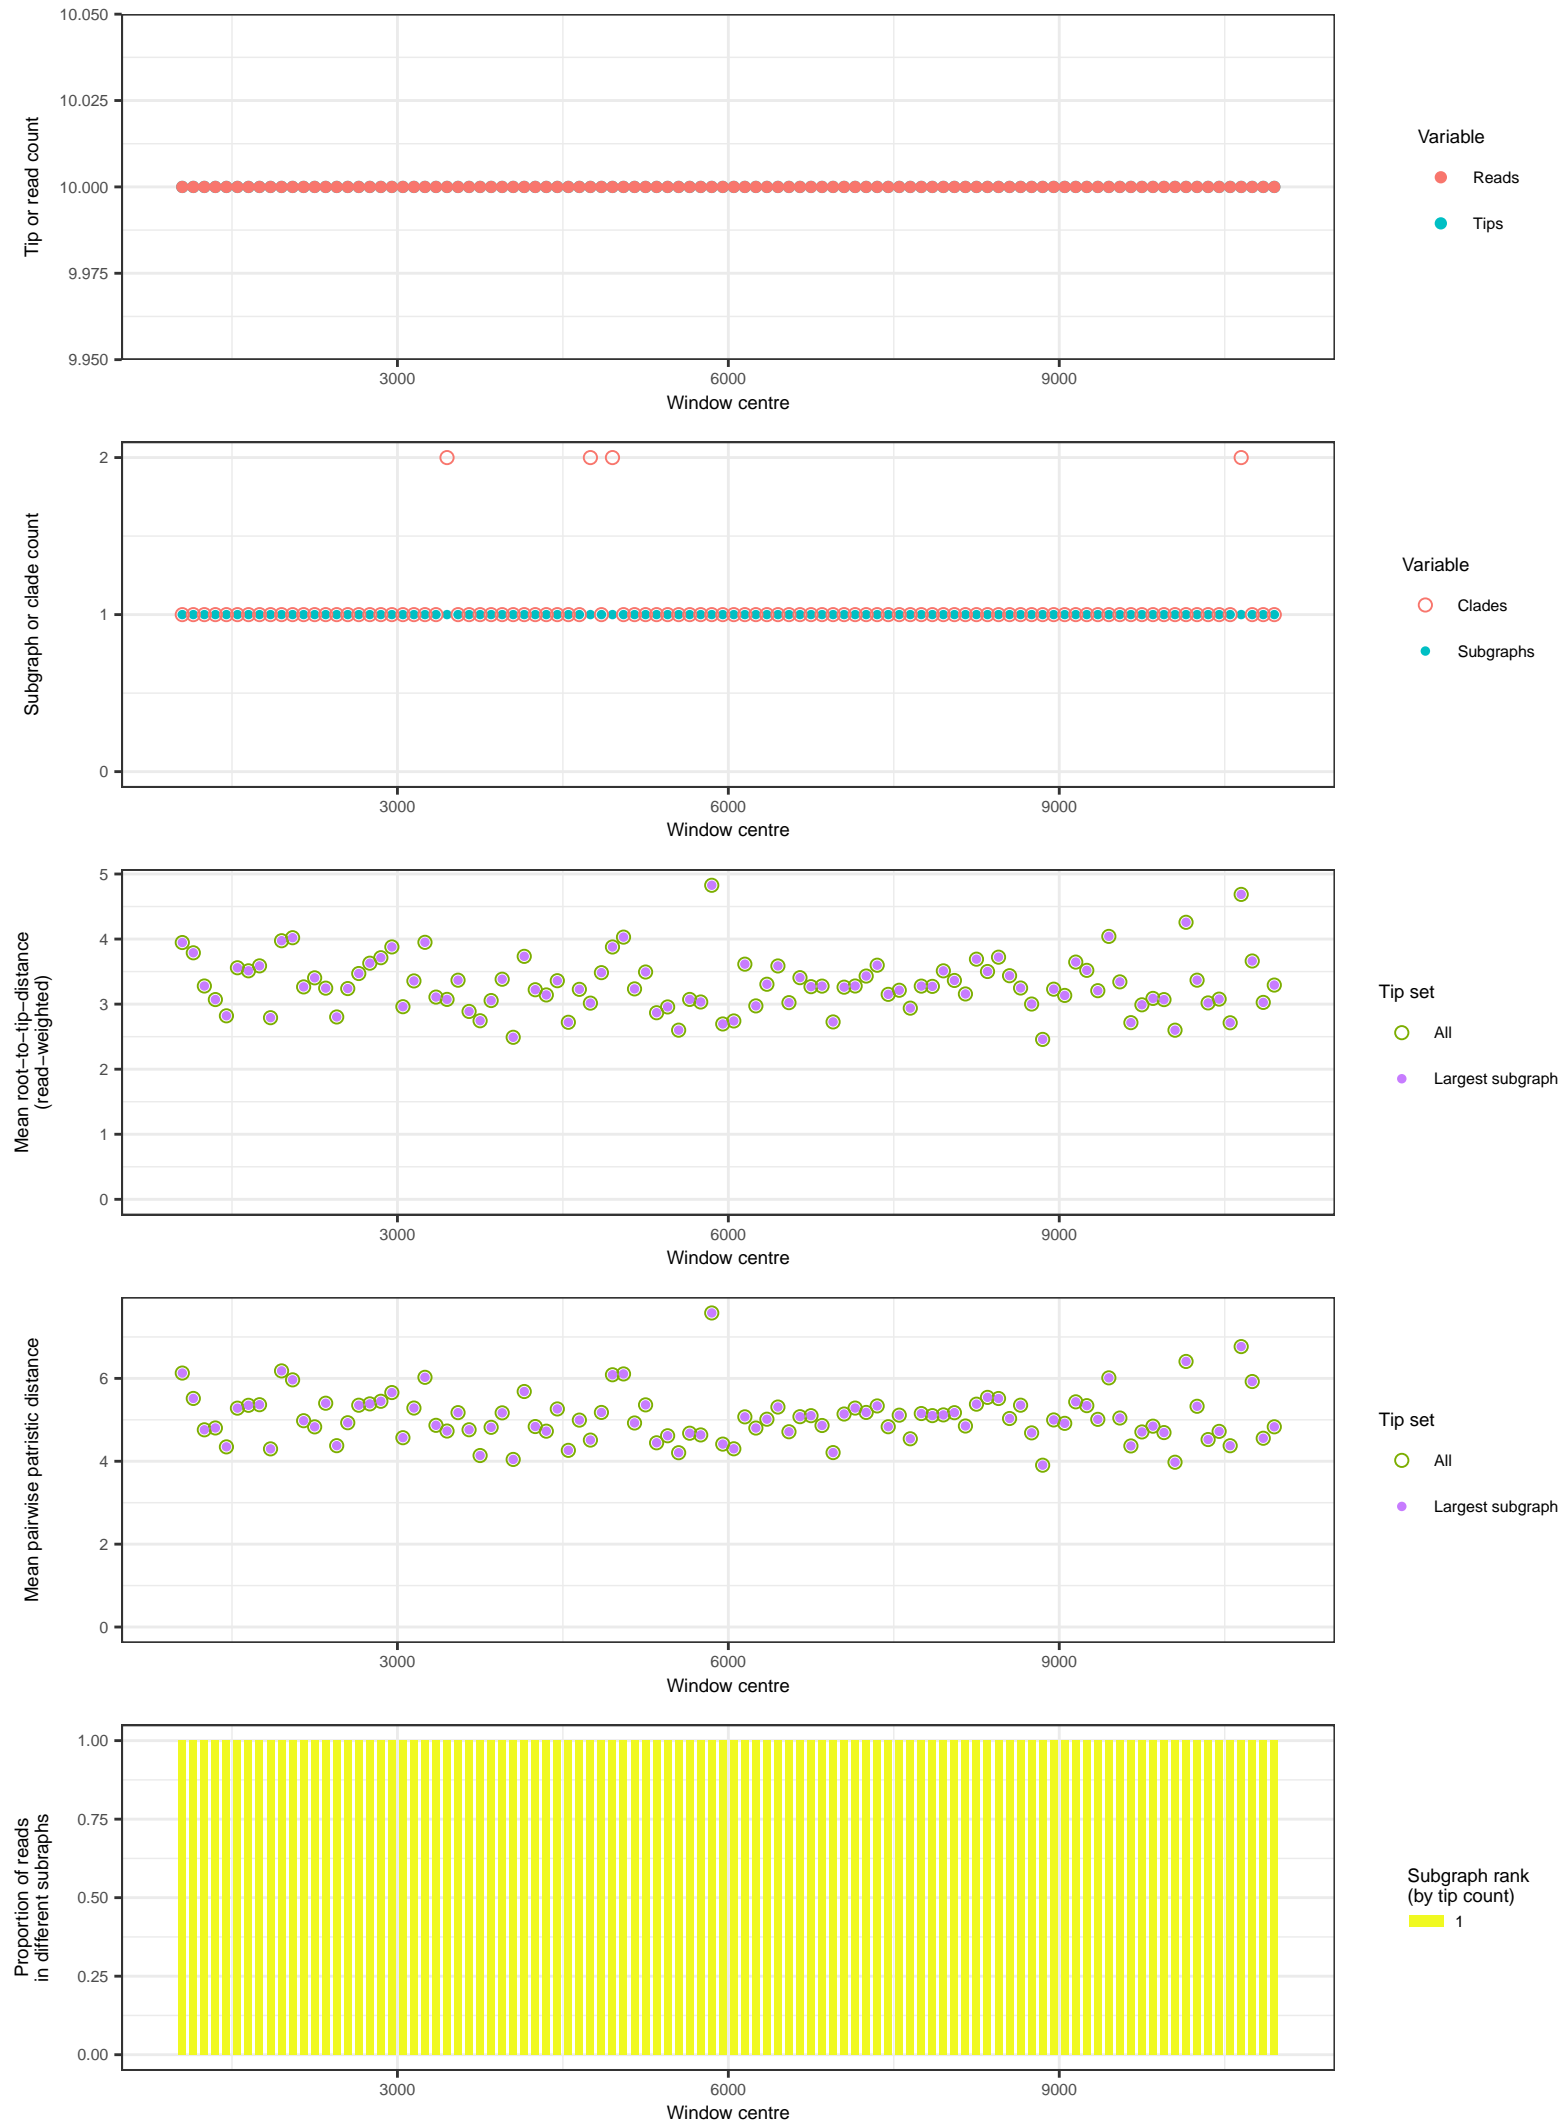 10.050
10.025
10.000
9.975
9.950
Tip or read count
3000
6000
9000
Window centre
Variable
Reads
Tips
2
1
0
Subgraph or clade count
3000
6000
9000
Window centre
Variable
Clades
Subgraphs
5
4
3
2
1
0
Mean root−to−tip−distance
(read−weighted)
3000
6000
9000
Window centre
Tip set
All
Largest subgraph
6
4
2
0
Mean pairwise patristic distance
3000
6000
9000
Window centre
Tip set
All
Largest subgraph
1.00
0.75
0.50
0.25
0.00
Proportion of reads
in different subraphs
3000
6000
9000
Window centre
Subgraph rank
(by tip count)
1